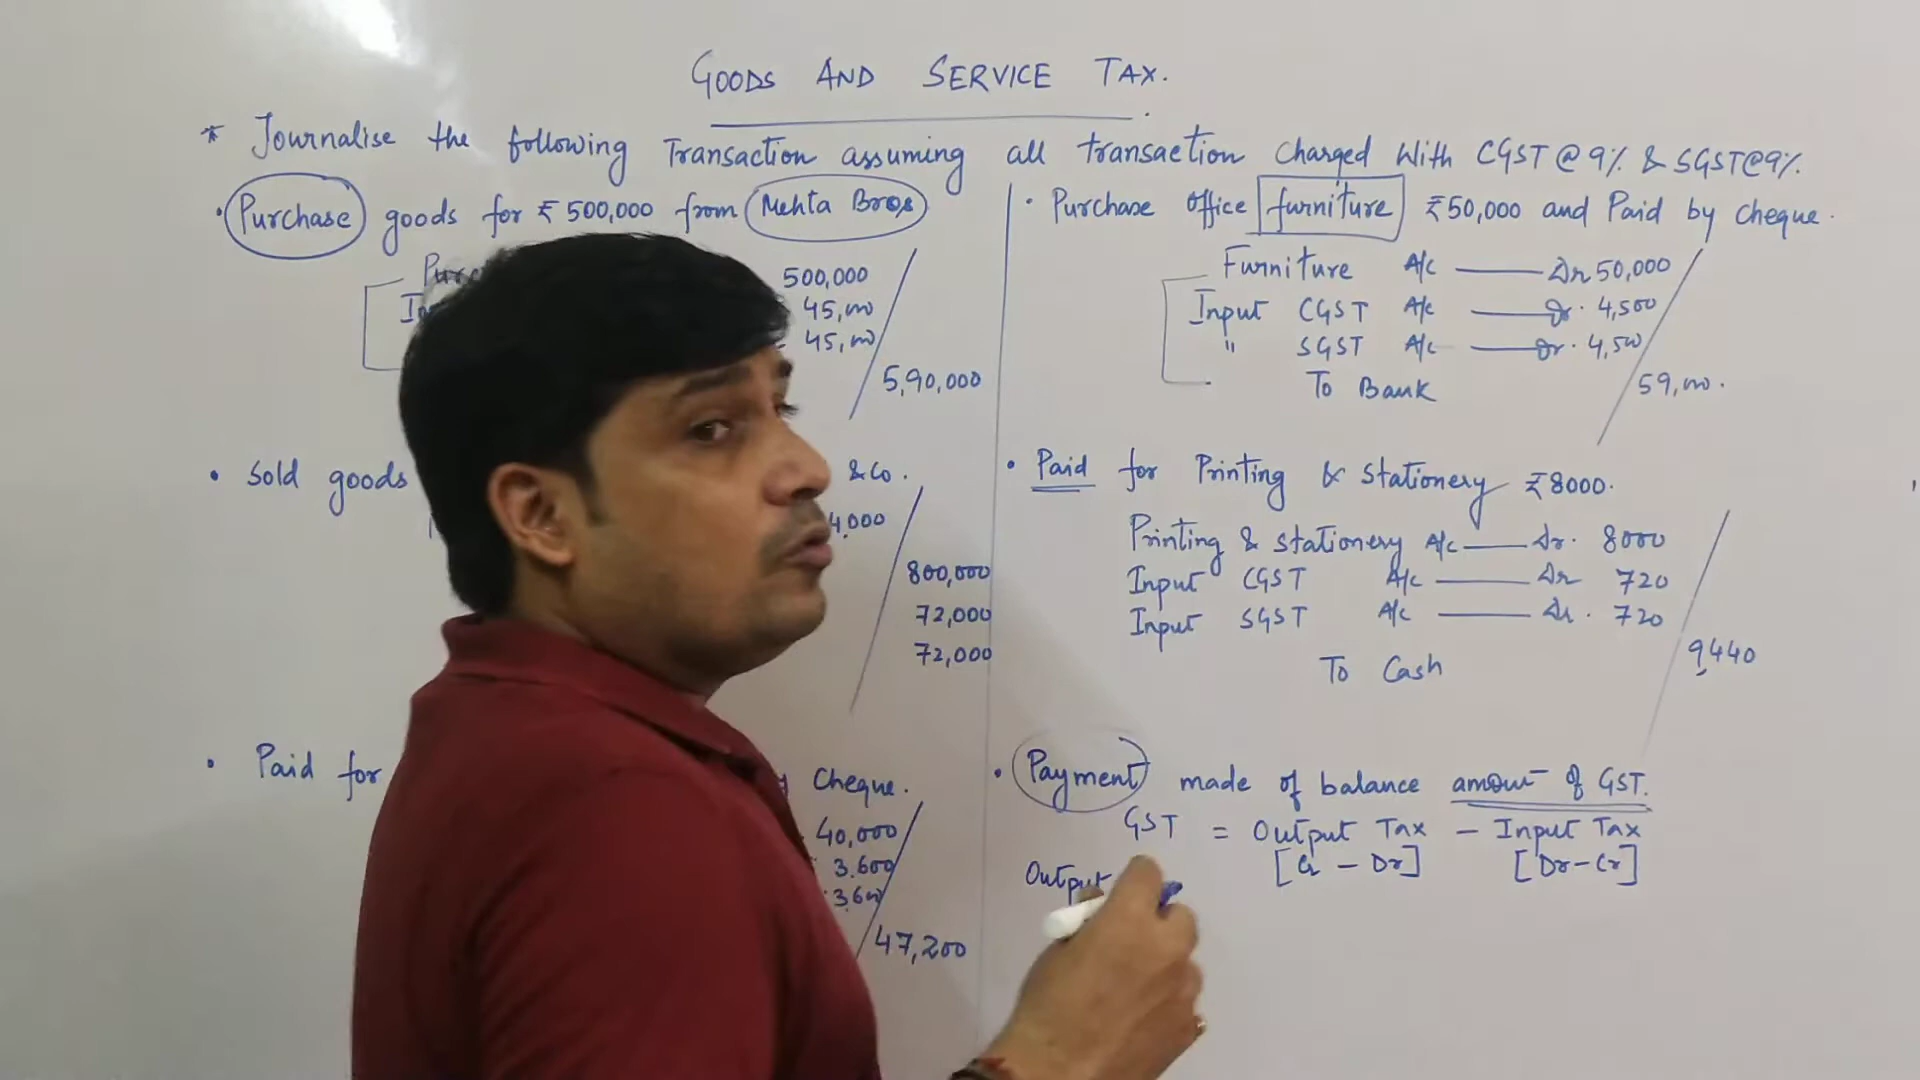 GOODS AND SERVICE TAX.
* Journalise the following Transaction assuming all transaction charged With CGST @ 9% & SGST@9%.
• Purchase goods for ₹ 500,000 from Mehta Bros
500,000
45,000
45,000
5,90,000
• Sold goods &Co.
4,000
800,000
72,000
72,000
• Paid for Cheque.
40,000
3,600
3,600
47,200
• Purchase office furniture ₹50,000 and Paid by cheque.
Furniture A/c Dr 50,000
Input CGST A/c Dr. 4,500
" SGST A/c Dr. 4,500
To Bank 59,000.
• Paid for Printing & Stationery ₹8000.
Printing & Stationery A/c Dr. 8000
Input CGST A/c Dr 720
Input SGST A/c Dr. 720
To Cash 9440
• Payment made of balance amount of GST.
GST = Output Tax – Input Tax
[Cr – Dr] [Dr–Cr]
Output